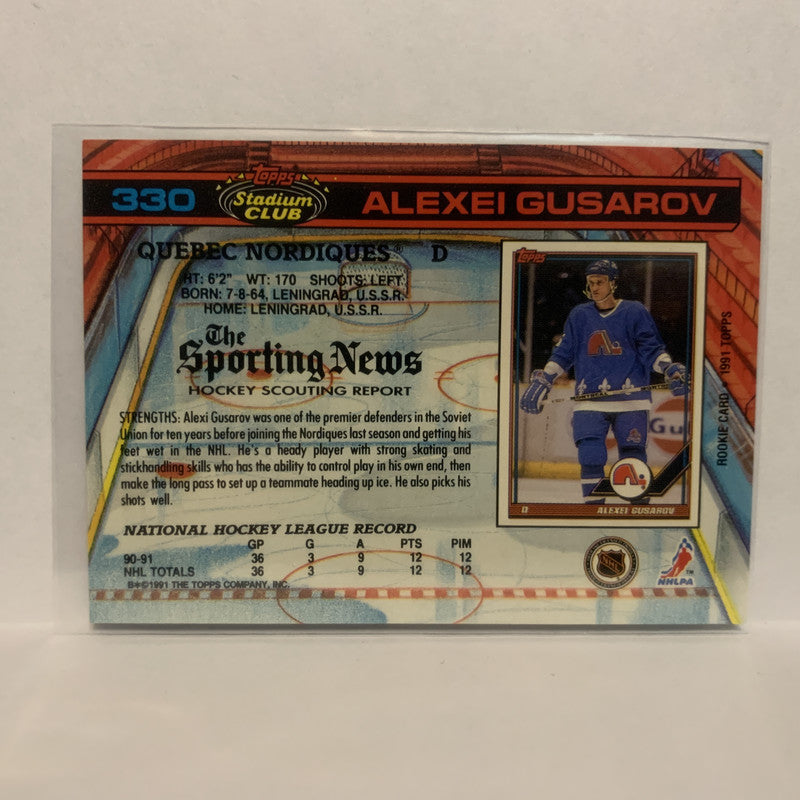 330
Topps
Stadium
CLUB
ALEXEI GUSAROV
QUEBEC NORDIQUES® D
HT: 6'2" WT: 170 SHOOTS: LEFT
BORN: 7-8-64, LENINGRAD, U.S.S.R.
HOME: LENINGRAD, U.S.S.R.
The
Sporting News
HOCKEY SCOUTING REPORT
STRENGTHS: Alexi Gusarov was one of the premier defenders in the Soviet
Union for ten years before joining the Nordiques last season and getting his
feet wet in the NHL. He's a heady player with strong skating and
stickhandling skills who has the ability to control play in his own end, then
make the long pass to set up a teammate heading up ice. He also picks his
shots well.
NATIONAL HOCKEY LEAGUE RECORD
GP G A PTS PIM
90-91 36 3 9 12 12
NHL TOTALS 36 3 9 12 12
B*©1991 THE TOPPS COMPANY, INC.
Topps
Gu
D ALEXEI GUSAROV
ROOKIE CARD • 1991 TOPPS
NHL
NHLPA
TM